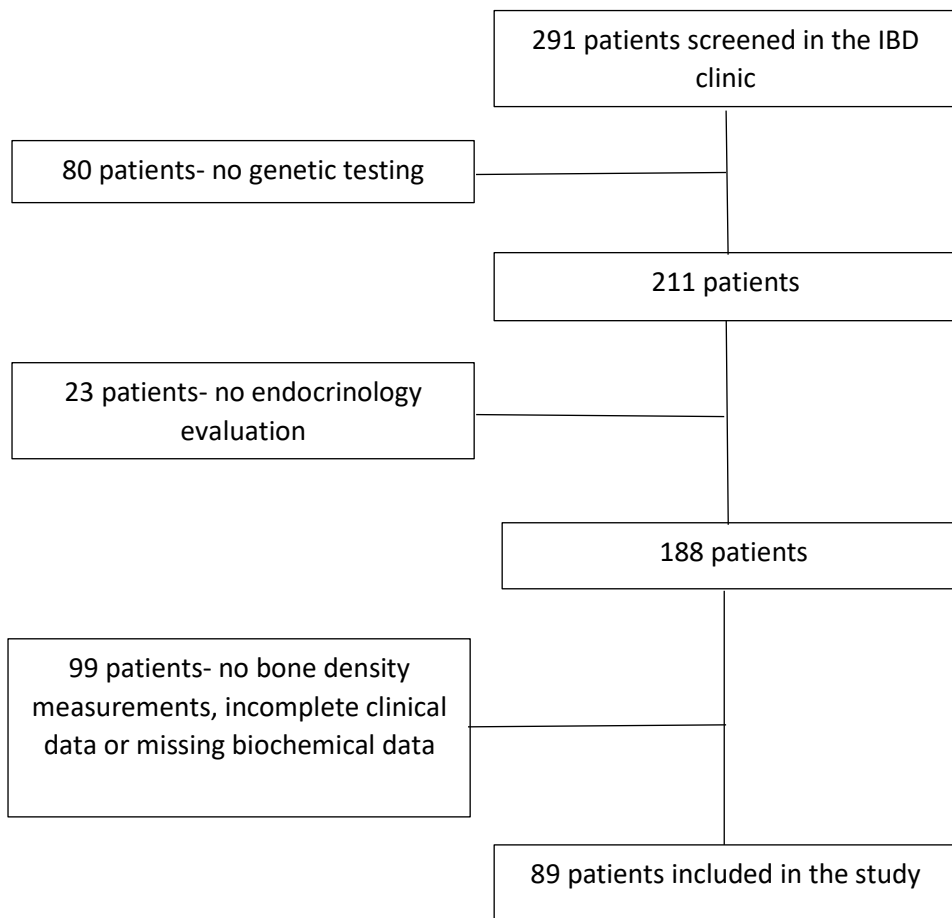 291 patients screened in the IBD
clinic
80 patients- no genetic testing
211 patients
23 patients- no endocrinology
evaluation
188 patients
99 patients- no bone density
measurements, incomplete clinical
data or missing biochemical data
89 patients included in the study